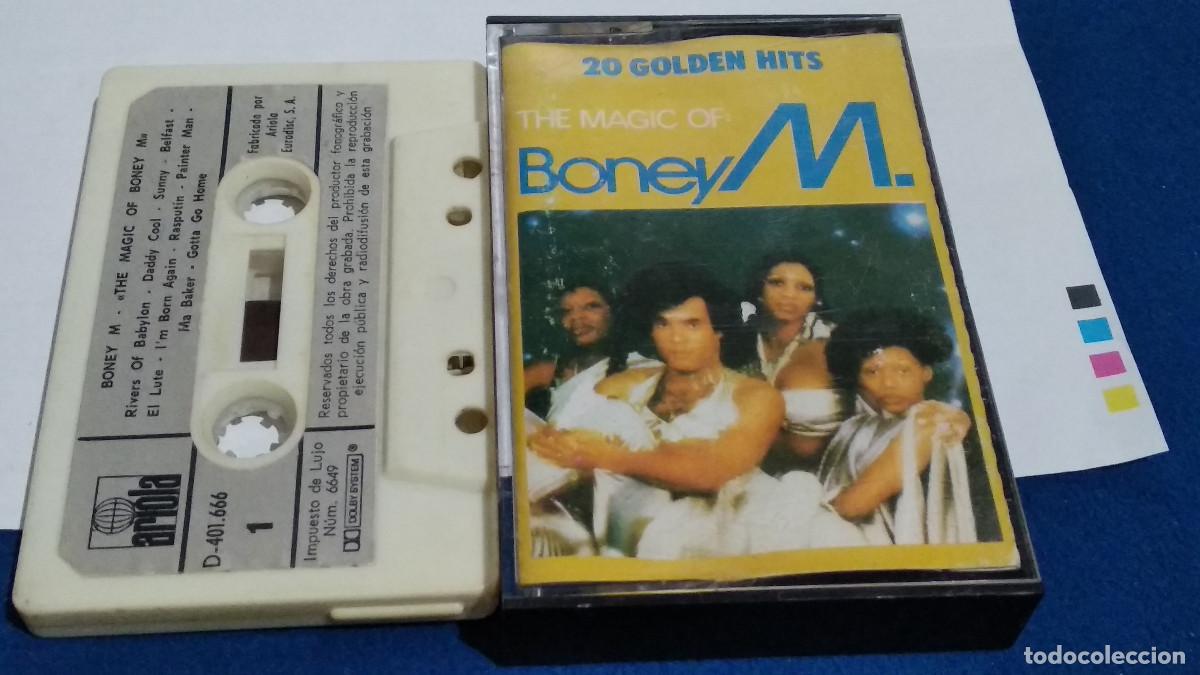 BONEY M - «THE MAGIC OF BONEY M»
Rivers Of Babylon - Daddy Cool - Sunny - Belfast -
El Lute - I'm Born Again - Rasputín - Painter Man -
Ma Baker - Gotta Go Home
Fabricado por
Ariola
Eurodisc, S. A.
Reservados todos los derechos del productor fonográfico y
propietario de la obra grabada. Prohibida la reproducción
ejecución pública y radiodifusión de esta grabación
ariola
D-401.666
1
Impuesto de Lujo
Núm. 6649
DOLBY SYSTEM ®
20 GOLDEN HITS
THE MAGIC OF:
Boney M.
todocoleccion